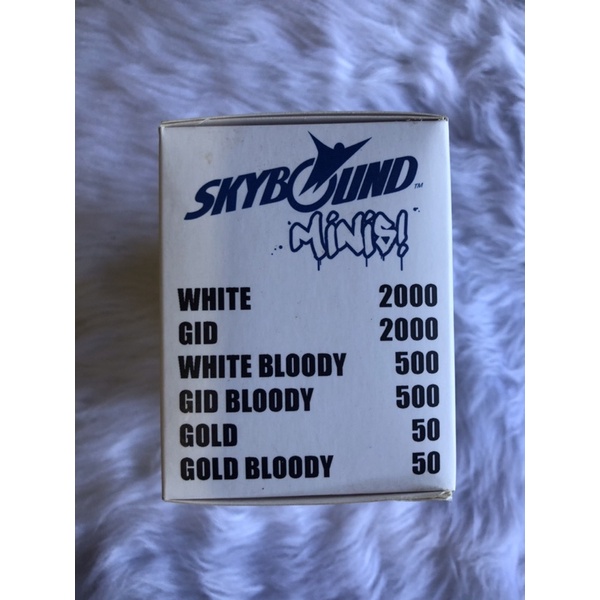 SKYBOUND™
MINIS!
WHITE 2000
GID 2000
WHITE BLOODY 500
GID BLOODY 500
GOLD 50
GOLD BLOODY 50